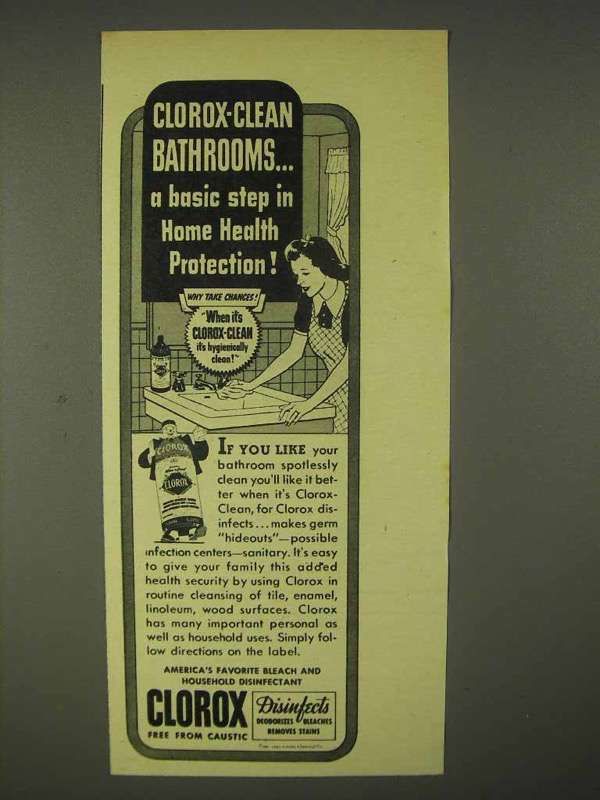 CLOROX-CLEAN
BATHROOMS...
a basic step in
Home Health
Protection!
WHY TAKE CHANCES!
"When it's
CLOROX-CLEAN
it's hygienically
clean!"
CLOROX
CLOROX
IF YOU LIKE your
bathroom spotlessly
clean you'll like it bet-
ter when it's Clorox-
Clean, for Clorox dis-
infects... makes germ
"hideouts"—possible
infection centers—sanitary. It's easy
to give your family this added
health security by using Clorox in
routine cleansing of tile, enamel,
linoleum, wood surfaces. Clorox
has many important personal as
well as household uses. Simply fol-
low directions on the label.
AMERICA'S FAVORITE BLEACH AND
HOUSEHOLD DISINFECTANT
CLOROX
FREE FROM CAUSTIC
Disinfects
DEODORIZES BLEACHES
REMOVES STAINS